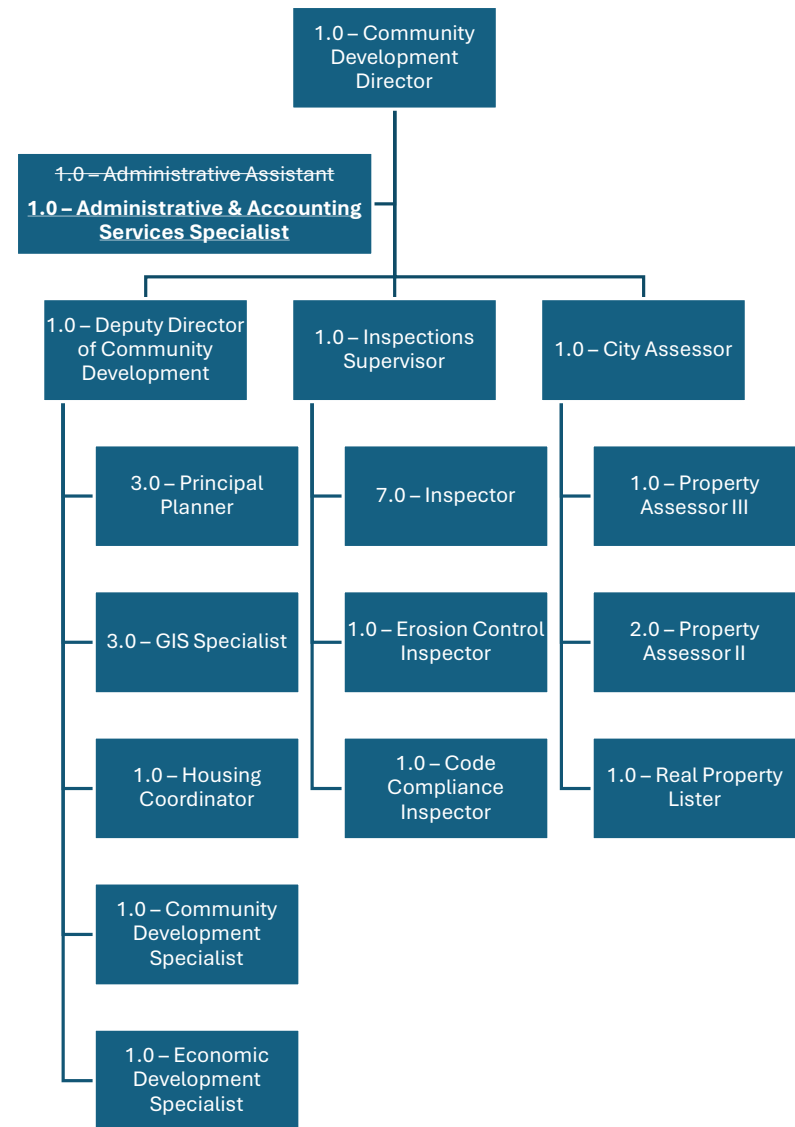 1.0 – Community
Development
Director
1.0 – Administrative Assistant
1.0 – Administrative & Accounting
Services Specialist
1.0 – Deputy Director
of Community
Development
1.0 – Inspections
Supervisor
1.0 – City Assessor
3.0 – Principal
Planner
7.0 – Inspector
1.0 – Property
Assessor III
3.0 – GIS Specialist
1.0 – Erosion Control
Inspector
2.0 – Property
Assessor II
1.0 – Housing
Coordinator
1.0 – Code
Compliance
Inspector
1.0 – Real Property
Lister
1.0 – Community
Development
Specialist
1.0 – Economic
Development
Specialist